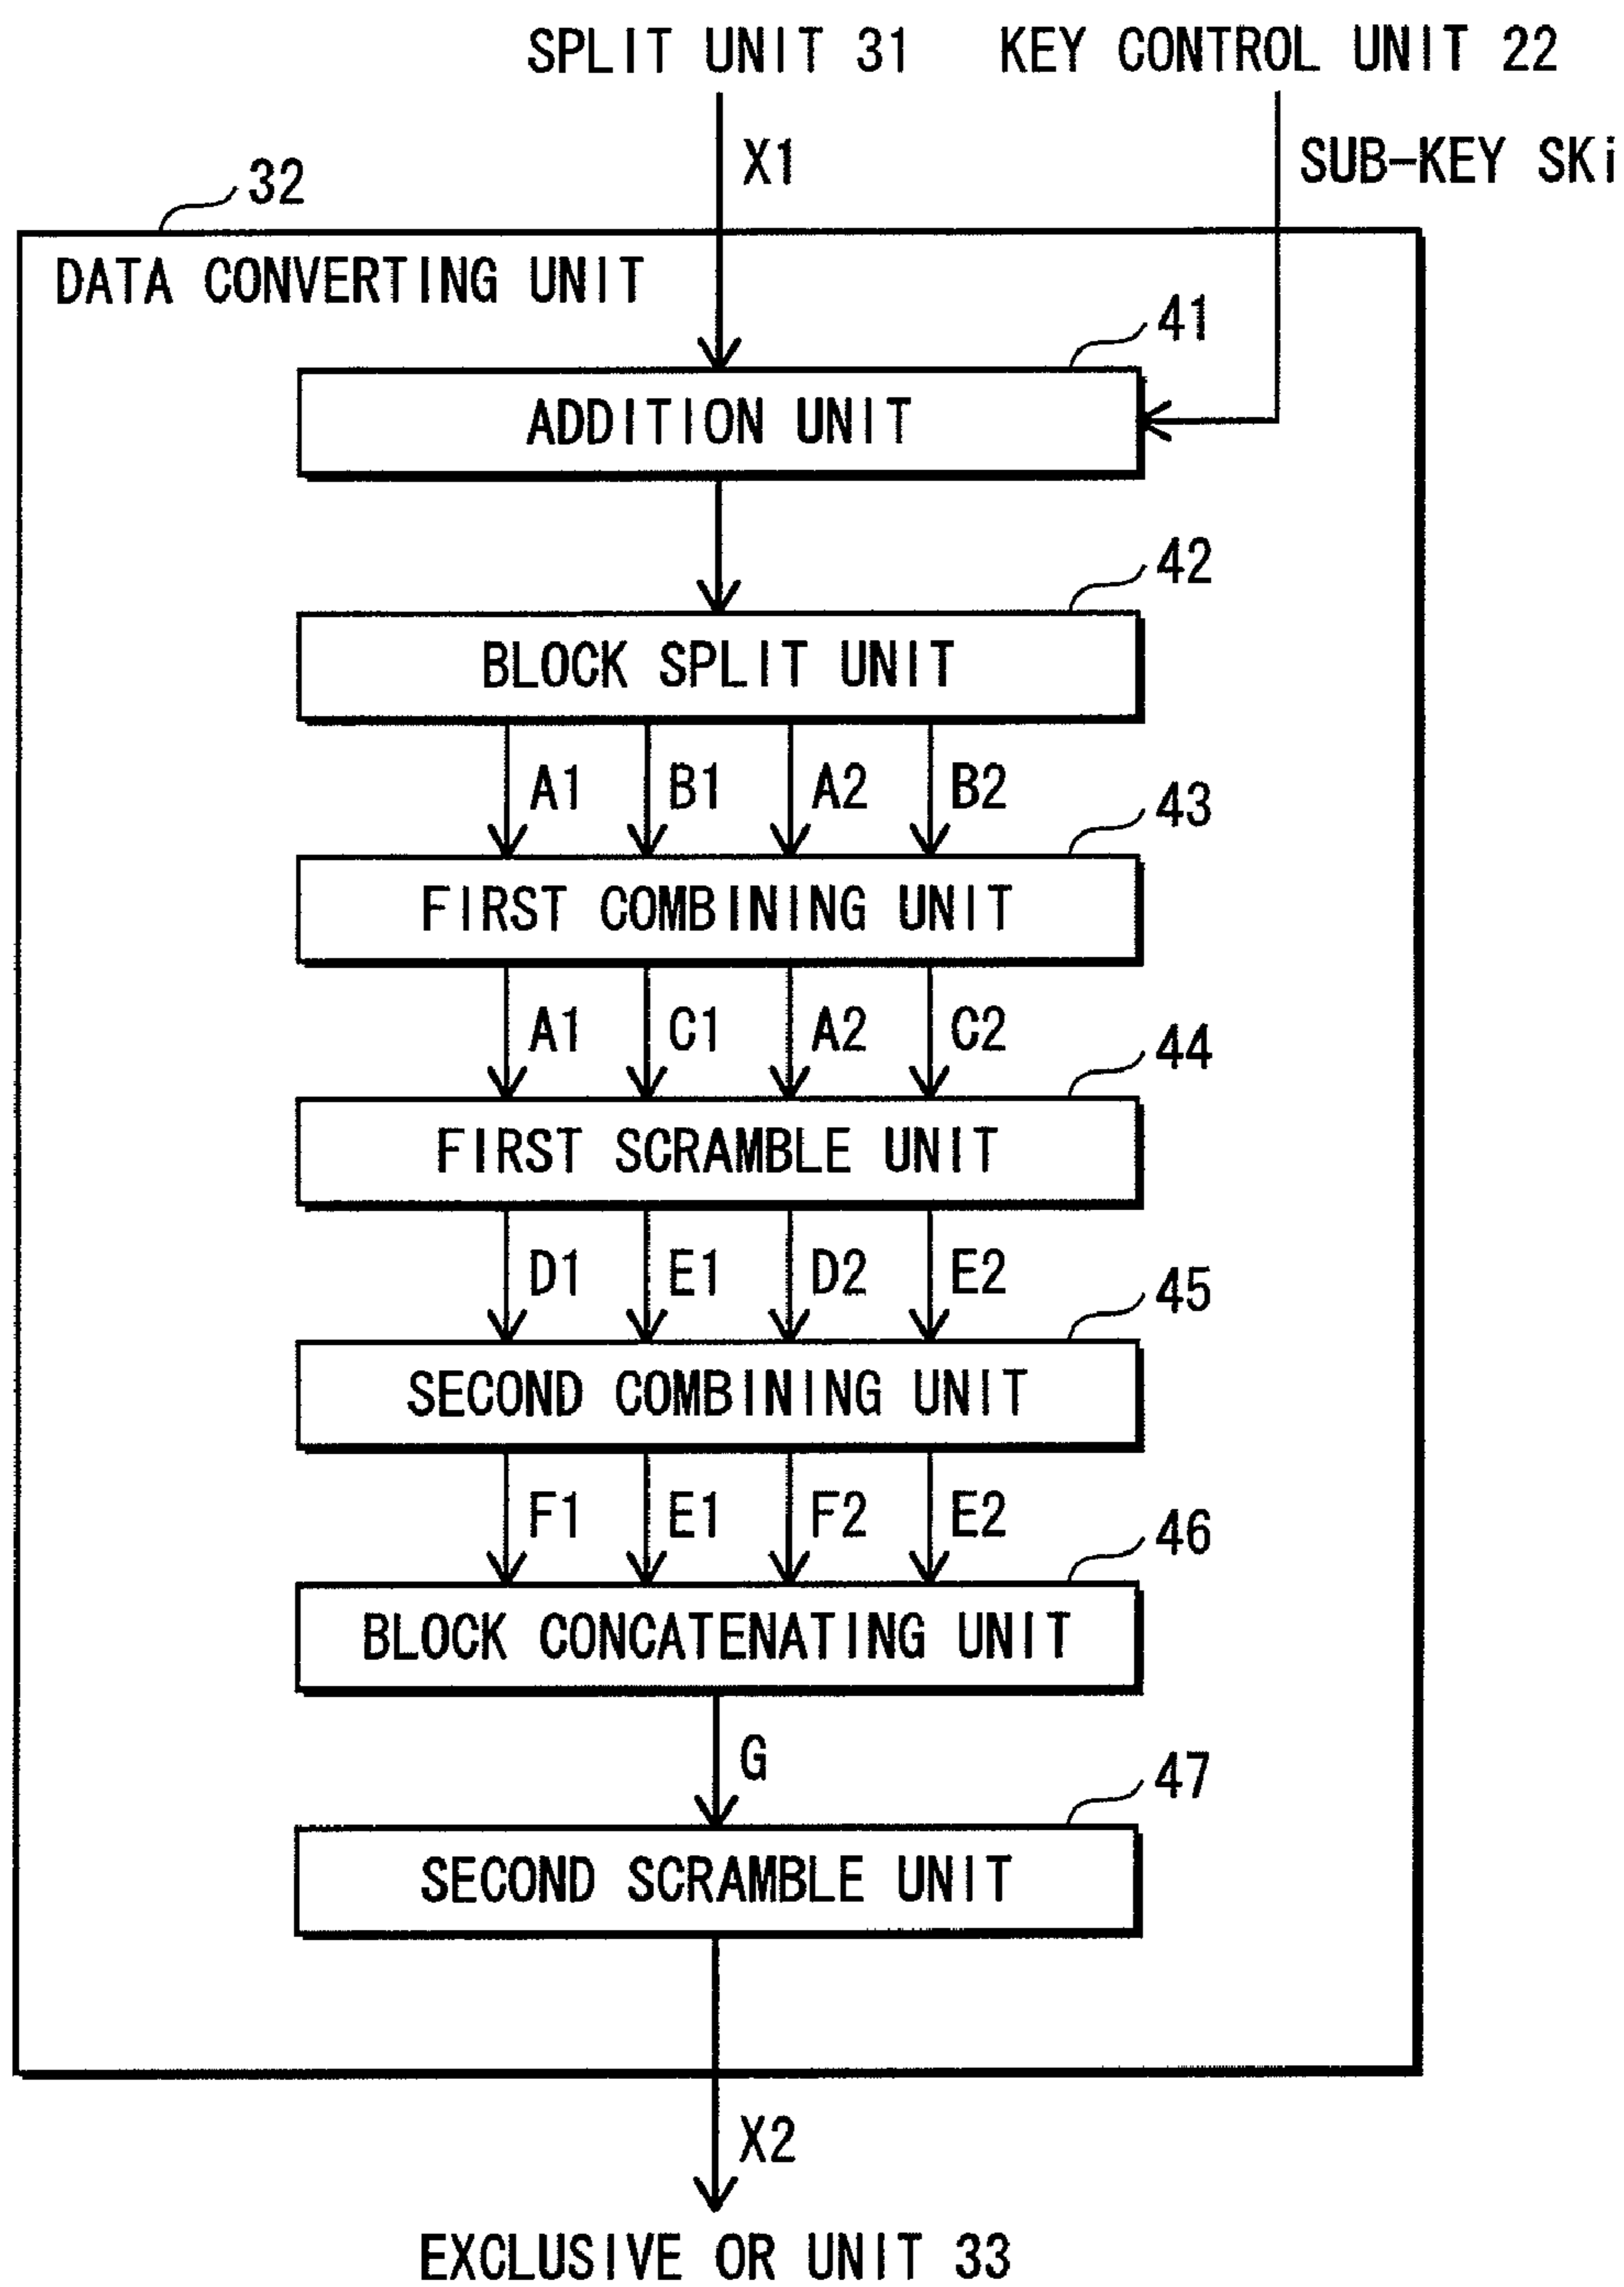 SPLIT UNIT 31 KEY CONTROL UNIT 22
X1 SUB-KEY SKi
32
DATA CONVERTING UNIT
41
ADDITION UNIT
42
BLOCK SPLIT UNIT
A1 B1 A2 B2
43
FIRST COMBINING UNIT
A1 C1 A2 C2
44
FIRST SCRAMBLE UNIT
D1 E1 D2 E2
45
SECOND COMBINING UNIT
F1 E1 F2 E2
46
BLOCK CONCATENATING UNIT
G
47
SECOND SCRAMBLE UNIT
X2
EXCLUSIVE OR UNIT 33